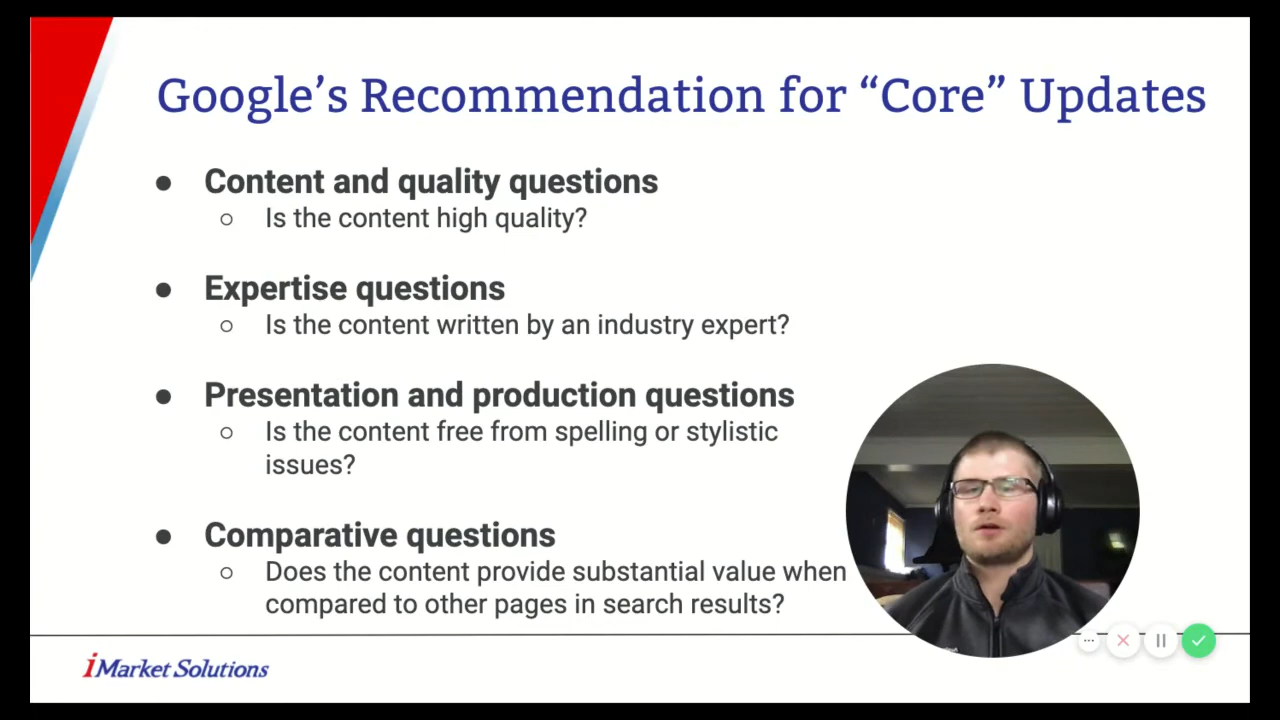 Google's Recommendation for “Core” Updates
● Content and quality questions
○ Is the content high quality?
● Expertise questions
○ Is the content written by an industry expert?
● Presentation and production questions
○ Is the content free from spelling or stylistic
issues?
● Comparative questions
○ Does the content provide substantial value when
compared to other pages in search results?
iMarket Solutions